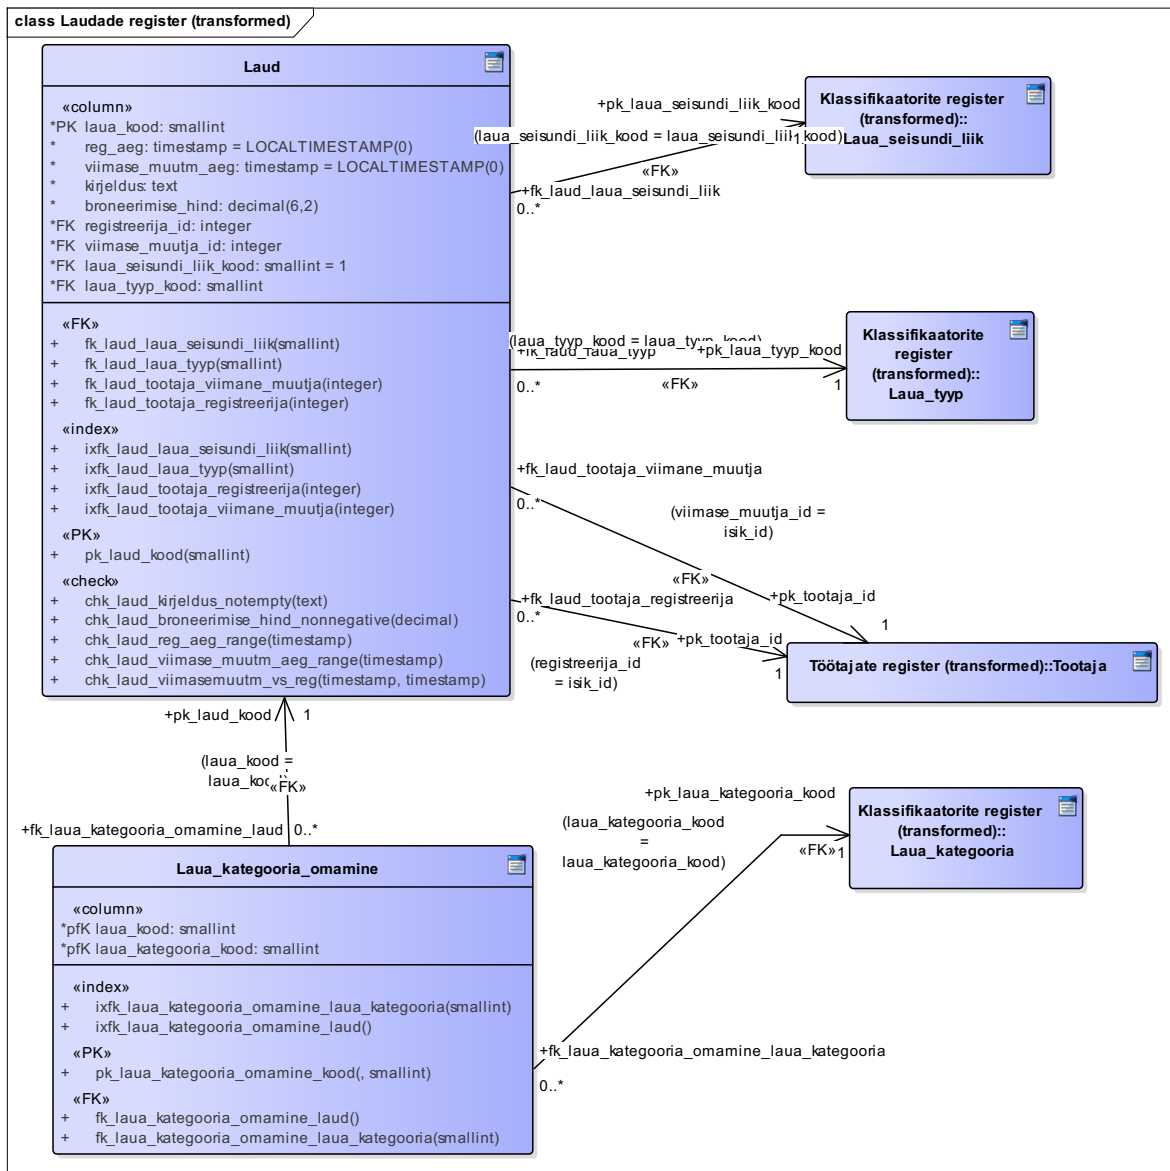 class Laudade register (transformed)
Laud
«column»
*PK laua_kood: smallint
* reg_aeg: timestamp = LOCALTIMESTAMP(0)
* viimase_muutm_aeg: timestamp = LOCALTIMESTAMP(0)
* kirjeldus: text
* broneerimise_hind: decimal(6,2)
*FK registreerija_id: integer
*FK viimase_muutja_id: integer
*FK laua_seisundi_liik_kood: smallint = 1
*FK laua_tyyp_kood: smallint
«FK»
+ fk_laud_laua_seisundi_liik(smallint)
+ fk_laud_laua_tyyp(smallint)
+ fk_laud_tootaja_viimane_muutja(integer)
+ fk_laud_tootaja_registreerija(integer)
«index»
+ ixfk_laud_laua_seisundi_liik(smallint)
+ ixfk_laud_laua_tyyp(smallint)
+ ixfk_laud_tootaja_registreerija(integer)
+ ixfk_laud_tootaja_viimane_muutja(integer)
«PK»
+ pk_laud_kood(smallint)
«check»
+ chk_laud_kirjeldus_notempty(text)
+ chk_laud_broneerimise_hind_nonnegative(decimal)
+ chk_laud_reg_aeg_range(timestamp)
+ chk_laud_viimase_muutm_aeg_range(timestamp)
+ chk_laud_viimasemuutm_vs_reg(timestamp, timestamp)
+pk_laua_seisundi_liik_kood
(laua_seisundi_liik_kood = laua_seisundi_liik_kood)
1
«FK»
+fk_laud_laua_seisundi_liik
0..*
Klassifikaatorite register
(transformed)::
Laua_seisundi_liik
(laua_tyyp_kood = laua_tyyp_kood)
+fk_laud_laua_tyyp
+pk_laua_tyyp_kood
0..*
«FK»
1
Klassifikaatorite
register
(transformed)::
Laua_tyyp
+fk_laud_tootaja_viimane_muutja
0..*
(viimase_muutja_id =
isik_id)
«FK»
+pk_tootaja_id
1
+fk_laud_tootaja_registreerija
0..*
«FK»
+pk_tootaja_id
(registreerija_id
= isik_id)
1
Töötajate register (transformed)::Tootaja
+pk_laud_kood
1
(laua_kood =
laua_kood)
«FK»
+fk_laua_kategooria_omamine_laud
0..*
Laua_kategooria_omamine
«column»
*pfK laua_kood: smallint
*pfK laua_kategooria_kood: smallint
«index»
+ ixfk_laua_kategooria_omamine_laua_kategooria(smallint)
+ ixfk_laua_kategooria_omamine_laud()
«PK»
+ pk_laua_kategooria_omamine_kood(, smallint)
«FK»
+ fk_laua_kategooria_omamine_laud()
+ fk_laua_kategooria_omamine_laua_kategooria(smallint)
+pk_laua_kategooria_kood
(laua_kategooria_kood
=
laua_kategooria_kood)
«FK»
1
+fk_laua_kategooria_omamine_laua_kategooria
0..*
Klassifikaatorite register
(transformed)::
Laua_kategooria